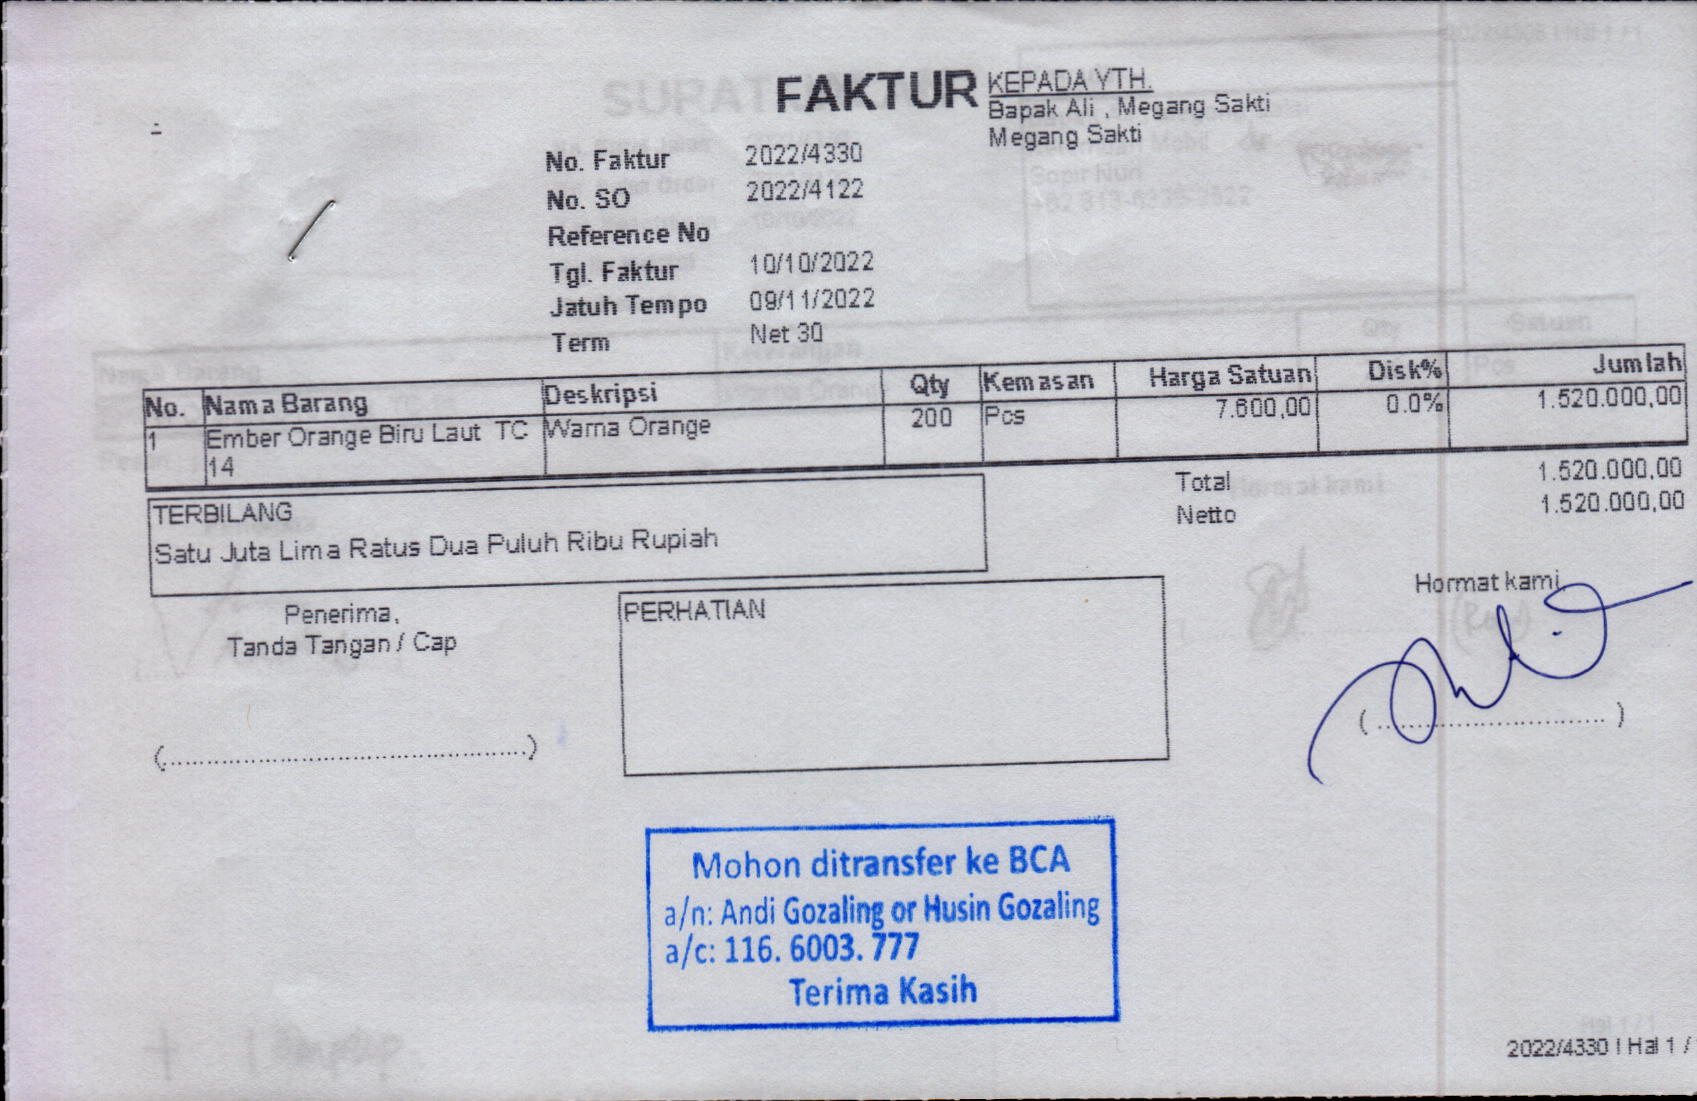 FAKTUR
KEPADA YTH.
Bapak Ali , Megang Sakti
Megang Sakti
No. Faktur 2022/4330
No. SO 2022/4122
Reference No
Tgl. Faktur 10/10/2022
Jatuh Tempo 09/11/2022
Term Net 30
No. Nama Barang Deskripsi Qty Kemasan Harga Satuan Disk% Jumlah
1 Ember Orange Biru Laut TC 14 Warna Orange 200 Pcs 7.600,00 0.0% 1.520.000,00
Total 1.520.000,00
Netto 1.520.000,00
TERBILANG
Satu Juta Lima Ratus Dua Puluh Ribu Rupiah
Penerima,
Tanda Tangan / Cap
PERHATIAN
Hormat kami,
(.................................................)
( ............................... )
Mohon ditransfer ke BCA
a/n: Andi Gozaling or Husin Gozaling
a/c: 116. 6003. 777
Terima Kasih
2022/4330 I Hal 1 /